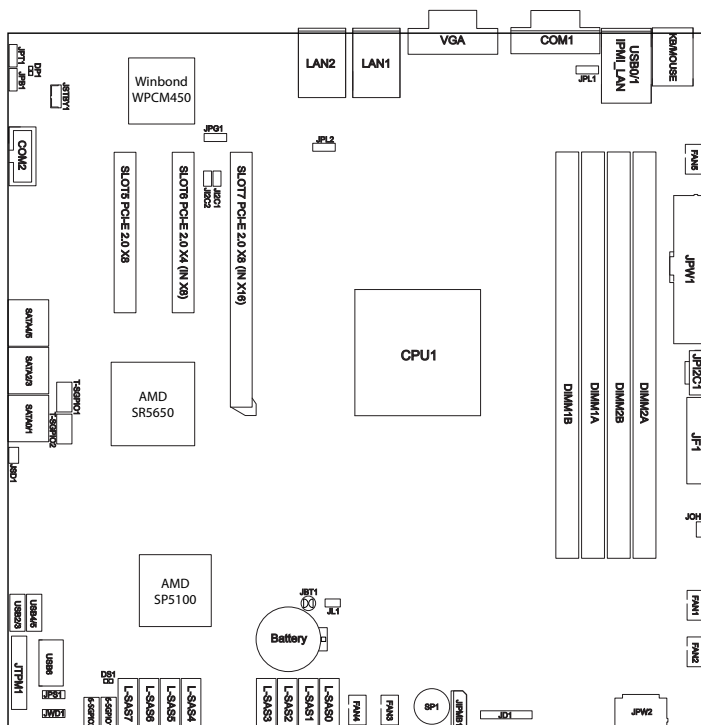 VGA
COM1
LAN2
LAN1
USB0/1
IPMI_LAN
KB/MOUSE
JPL1
JPT1
JPB1
DP1
JSTBY1
Winbond
WPCM450
COM2
JPG1
JPL2
JI2C2
JI2C1
FAN5
SLOT5 PCI-E 2.0 X8
SLOT6 PCI-E 2.0 X4 (IN X8)
SLOT7 PCI-E 2.0 X8 (IN X16)
JPW1
CPU1
DIMM1B
DIMM1A
DIMM2B
DIMM2A
SATA4/5
SATA2/3
SATA0/1
T-SGPIO1
T-SGPIO2
AMD
SR5650
JPI2C1
JF1
JSD1
JOH
AMD
SP5100
JBT1
JL1
Battery
FAN1
FAN2
USB2/3
USB4/5
USB6
JTPM1
JPS1
JWD1
DS1
L-SAS7
L-SAS6
L-SAS5
L-SAS4
L-SAS3
L-SAS2
L-SAS1
L-SAS0
FAN4
FAN3
SP1
JIPMB1
JD1
JPW2